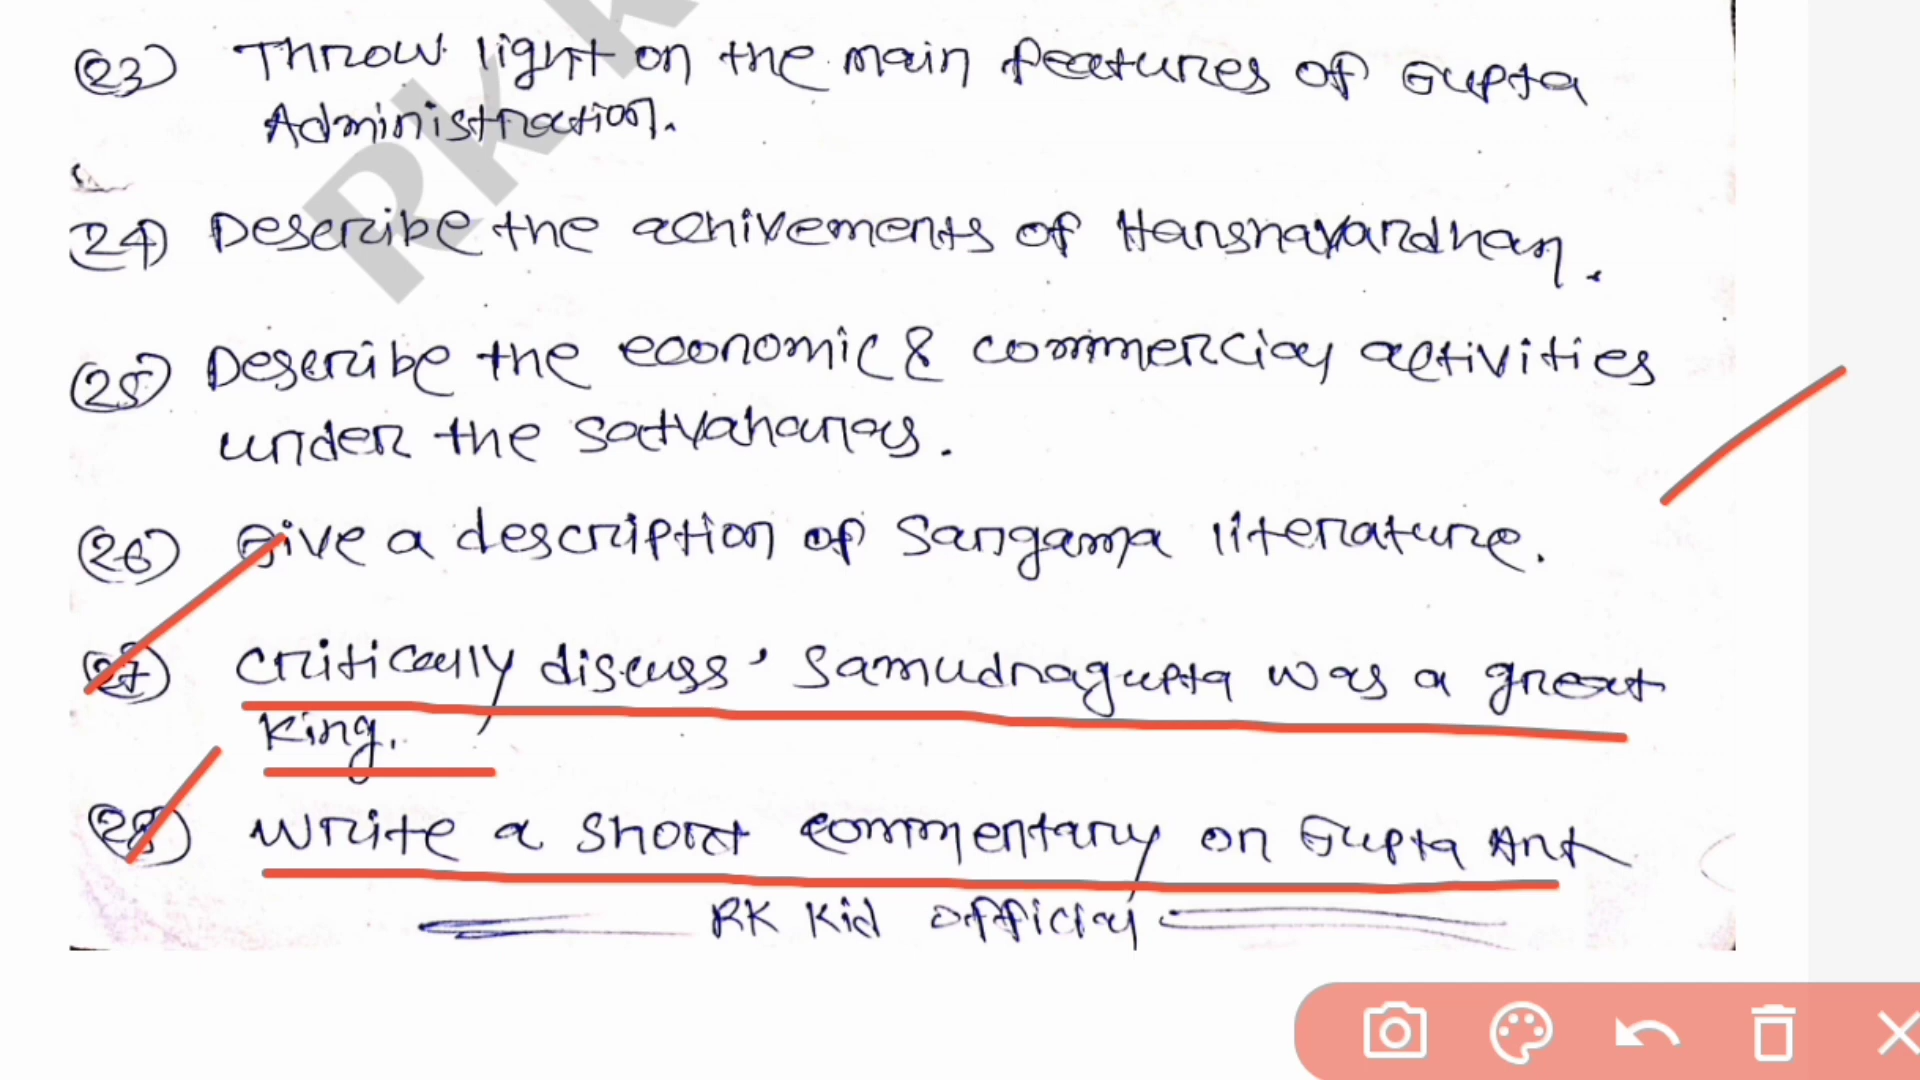 (23) Throw light on the main features of Gupta
Administration.
(24) Describe the achivements of Harshavardhan.
(25) Describe the economic & commercial activities
under the Satvahanas.
(26) Give a description of Sangama literature.
(27) Critically discuss ' Samudragupta was a great
King.
(28) Write a short commentary on Gupta Art
RK Kid Official